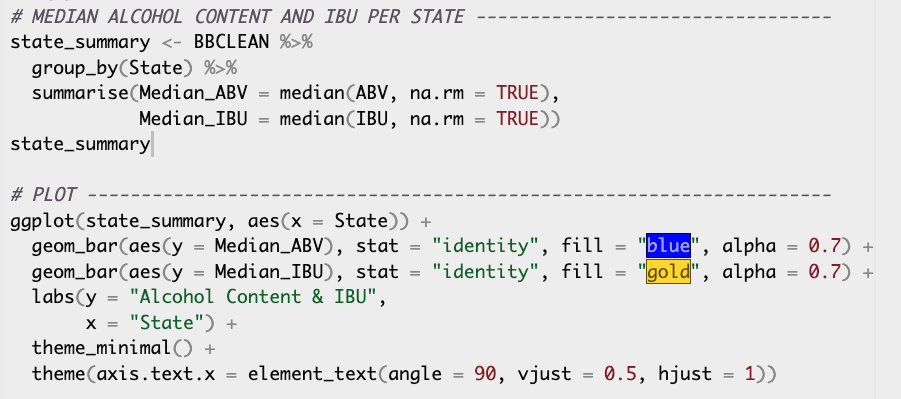 # MEDIAN ALCOHOL CONTENT AND IBU PER STATE ---------------------------------
state_summary <- BBCLEAN %>%
  group_by(State) %>%
  summarise(Median_ABV = median(ABV, na.rm = TRUE),
            Median_IBU = median(IBU, na.rm = TRUE))
state_summary

# PLOT ---------------------------------------------------------------------
ggplot(state_summary, aes(x = State)) +
  geom_bar(aes(y = Median_ABV), stat = "identity", fill = "blue", alpha = 0.7) +
  geom_bar(aes(y = Median_IBU), stat = "identity", fill = "gold", alpha = 0.7) +
  labs(y = "Alcohol Content & IBU",
       x = "State") +
  theme_minimal() +
  theme(axis.text.x = element_text(angle = 90, vjust = 0.5, hjust = 1))